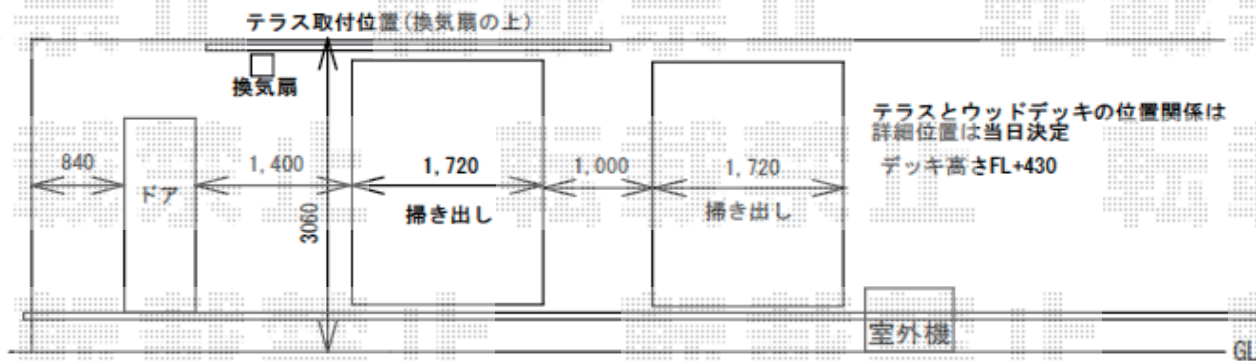 テラス取付位置(換気扇の上)
換気扇
テラスとウッドデッキの位置関係は
詳細位置は当日決定
デッキ高さFL+430
840
1,400
1,720
1,000
1,720
ドア
3060
掃き出し
掃き出し
室外機
GL